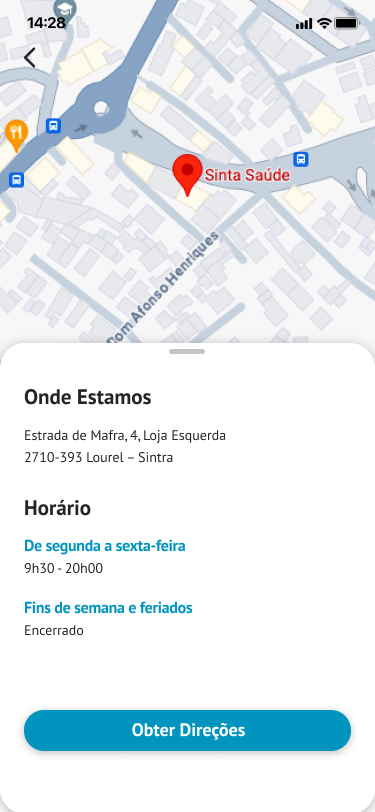 14:28
Sinta Saúde
Dom Afonso Henriques
Onde Estamos
Estrada de Mafra, 4, Loja Esquerda
2710-393 Lourel – Sintra
Horário
De segunda a sexta-feira
9h30 - 20h00
Fins de semana e feriados
Encerrado
Obter Direções